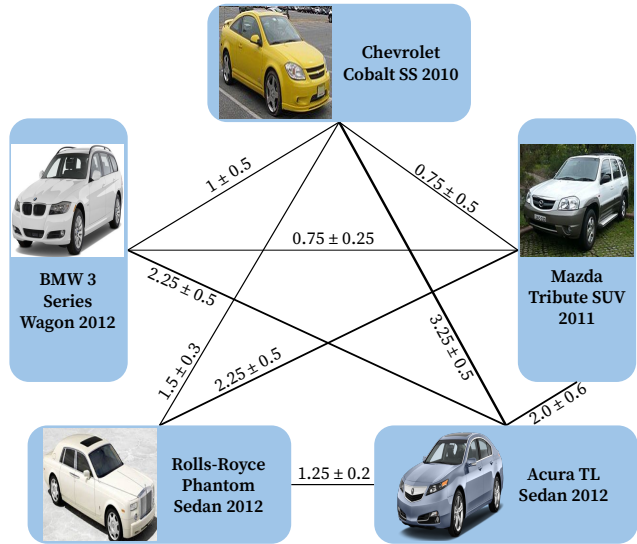 Chevrolet
Cobalt SS 2010
1 ± 0.5
0.75 ± 0.5
0.75 ± 0.25
BMW 3
Series
Wagon 2012
2.25 ± 0.5
Mazda
Tribute SUV
2011
3.25 ± 0.5
1.5 ± 0.3
2.25 ± 0.5
2.0 ± 0.6
Rolls-Royce
Phantom
Sedan 2012
1.25 ± 0.2
Acura TL
Sedan 2012